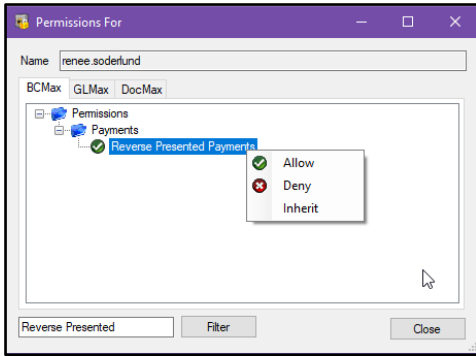 Permissions For
Name renee.soderlund
BCMax GLMax DocMax
Permissions
Payments
Reverse Presented Payments
Allow
Deny
Inherit
Reverse Presented Filter Close